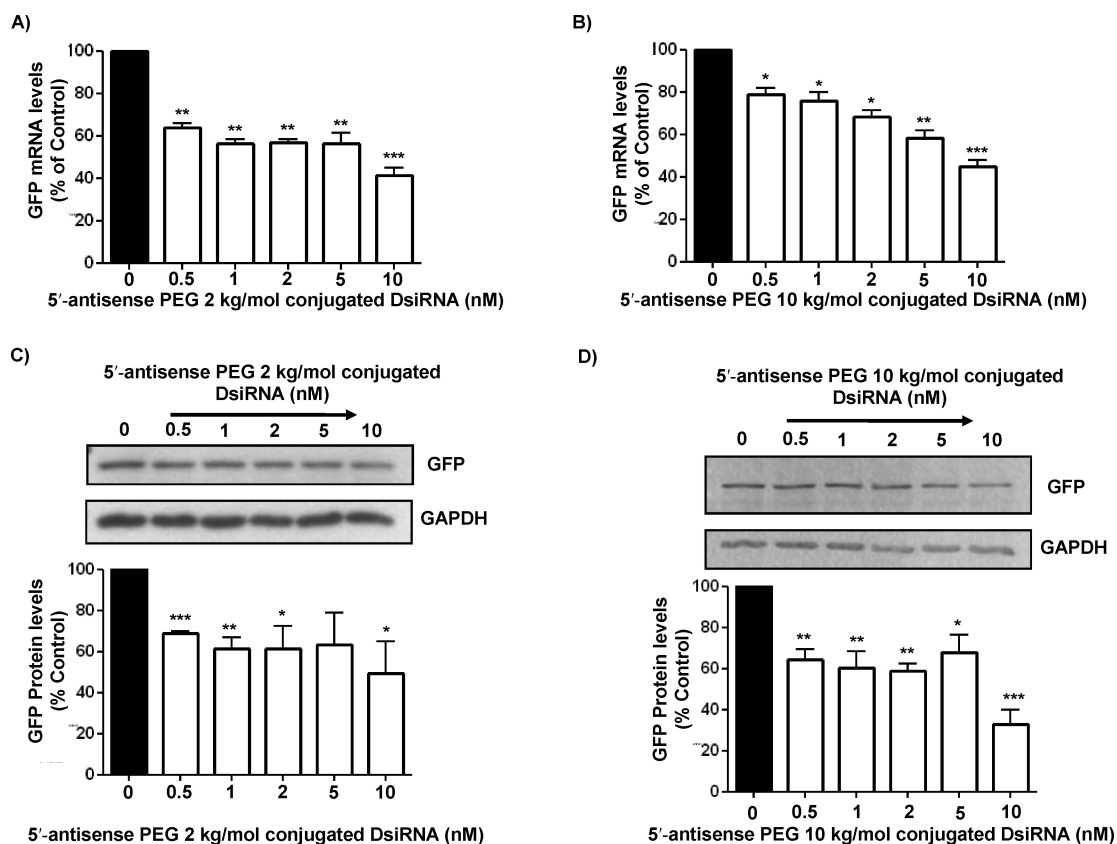 A)
GFP mRNA levels
(% of Control)
100
80
60
40
20
0
**
**
**
**
***
0 0.5 1 2 5 10
5′-antisense PEG 2 kg/mol conjugated DsiRNA (nM)
B)
GFP mRNA levels
(% of Control)
100
80
60
40
20
0
*
*
*
**
***
0 0.5 1 2 5 10
5′-antisense PEG 10 kg/mol conjugated DsiRNA (nM)
C)
5′-antisense PEG 2 kg/mol conjugated
DsiRNA (nM)
0 0.5 1 2 5 10
GFP
GAPDH
GFP Protein levels
(% Control)
100
80
60
40
20
0
***
**
*
*
0 0.5 1 2 5 10
5′-antisense PEG 2 kg/mol conjugated DsiRNA (nM)
D)
5′-antisense PEG 10 kg/mol conjugated
DsiRNA (nM)
0 0.5 1 2 5 10
GFP
GAPDH
GFP Protein levels
(% Control)
100
80
60
40
20
0
**
**
**
*
***
0 0.5 1 2 5 10
5′-antisense PEG 10 kg/mol conjugated DsiRNA (nM)